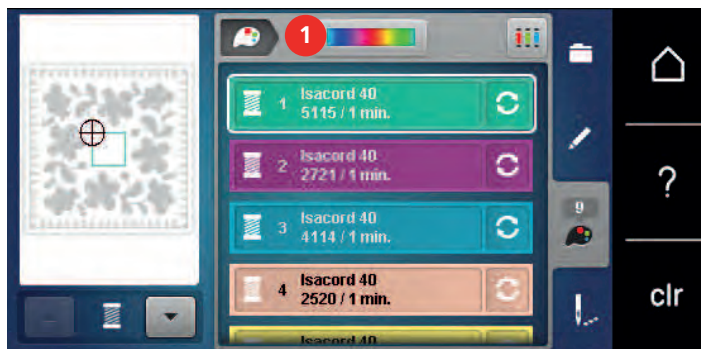 1
1 Isacord 40
5115 / 1 min.
2 Isacord 40
2721 / 1 min.
3 Isacord 40
4114 / 1 min.
4 Isacord 40
2520 / 1 min.
Isacord 40
9
?
clr